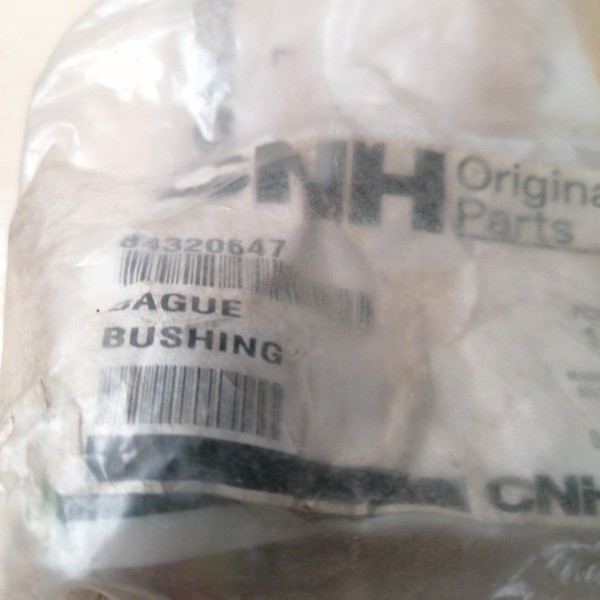 CNH Original
Parts
84320647
BAGUE
BUSHING
CNH